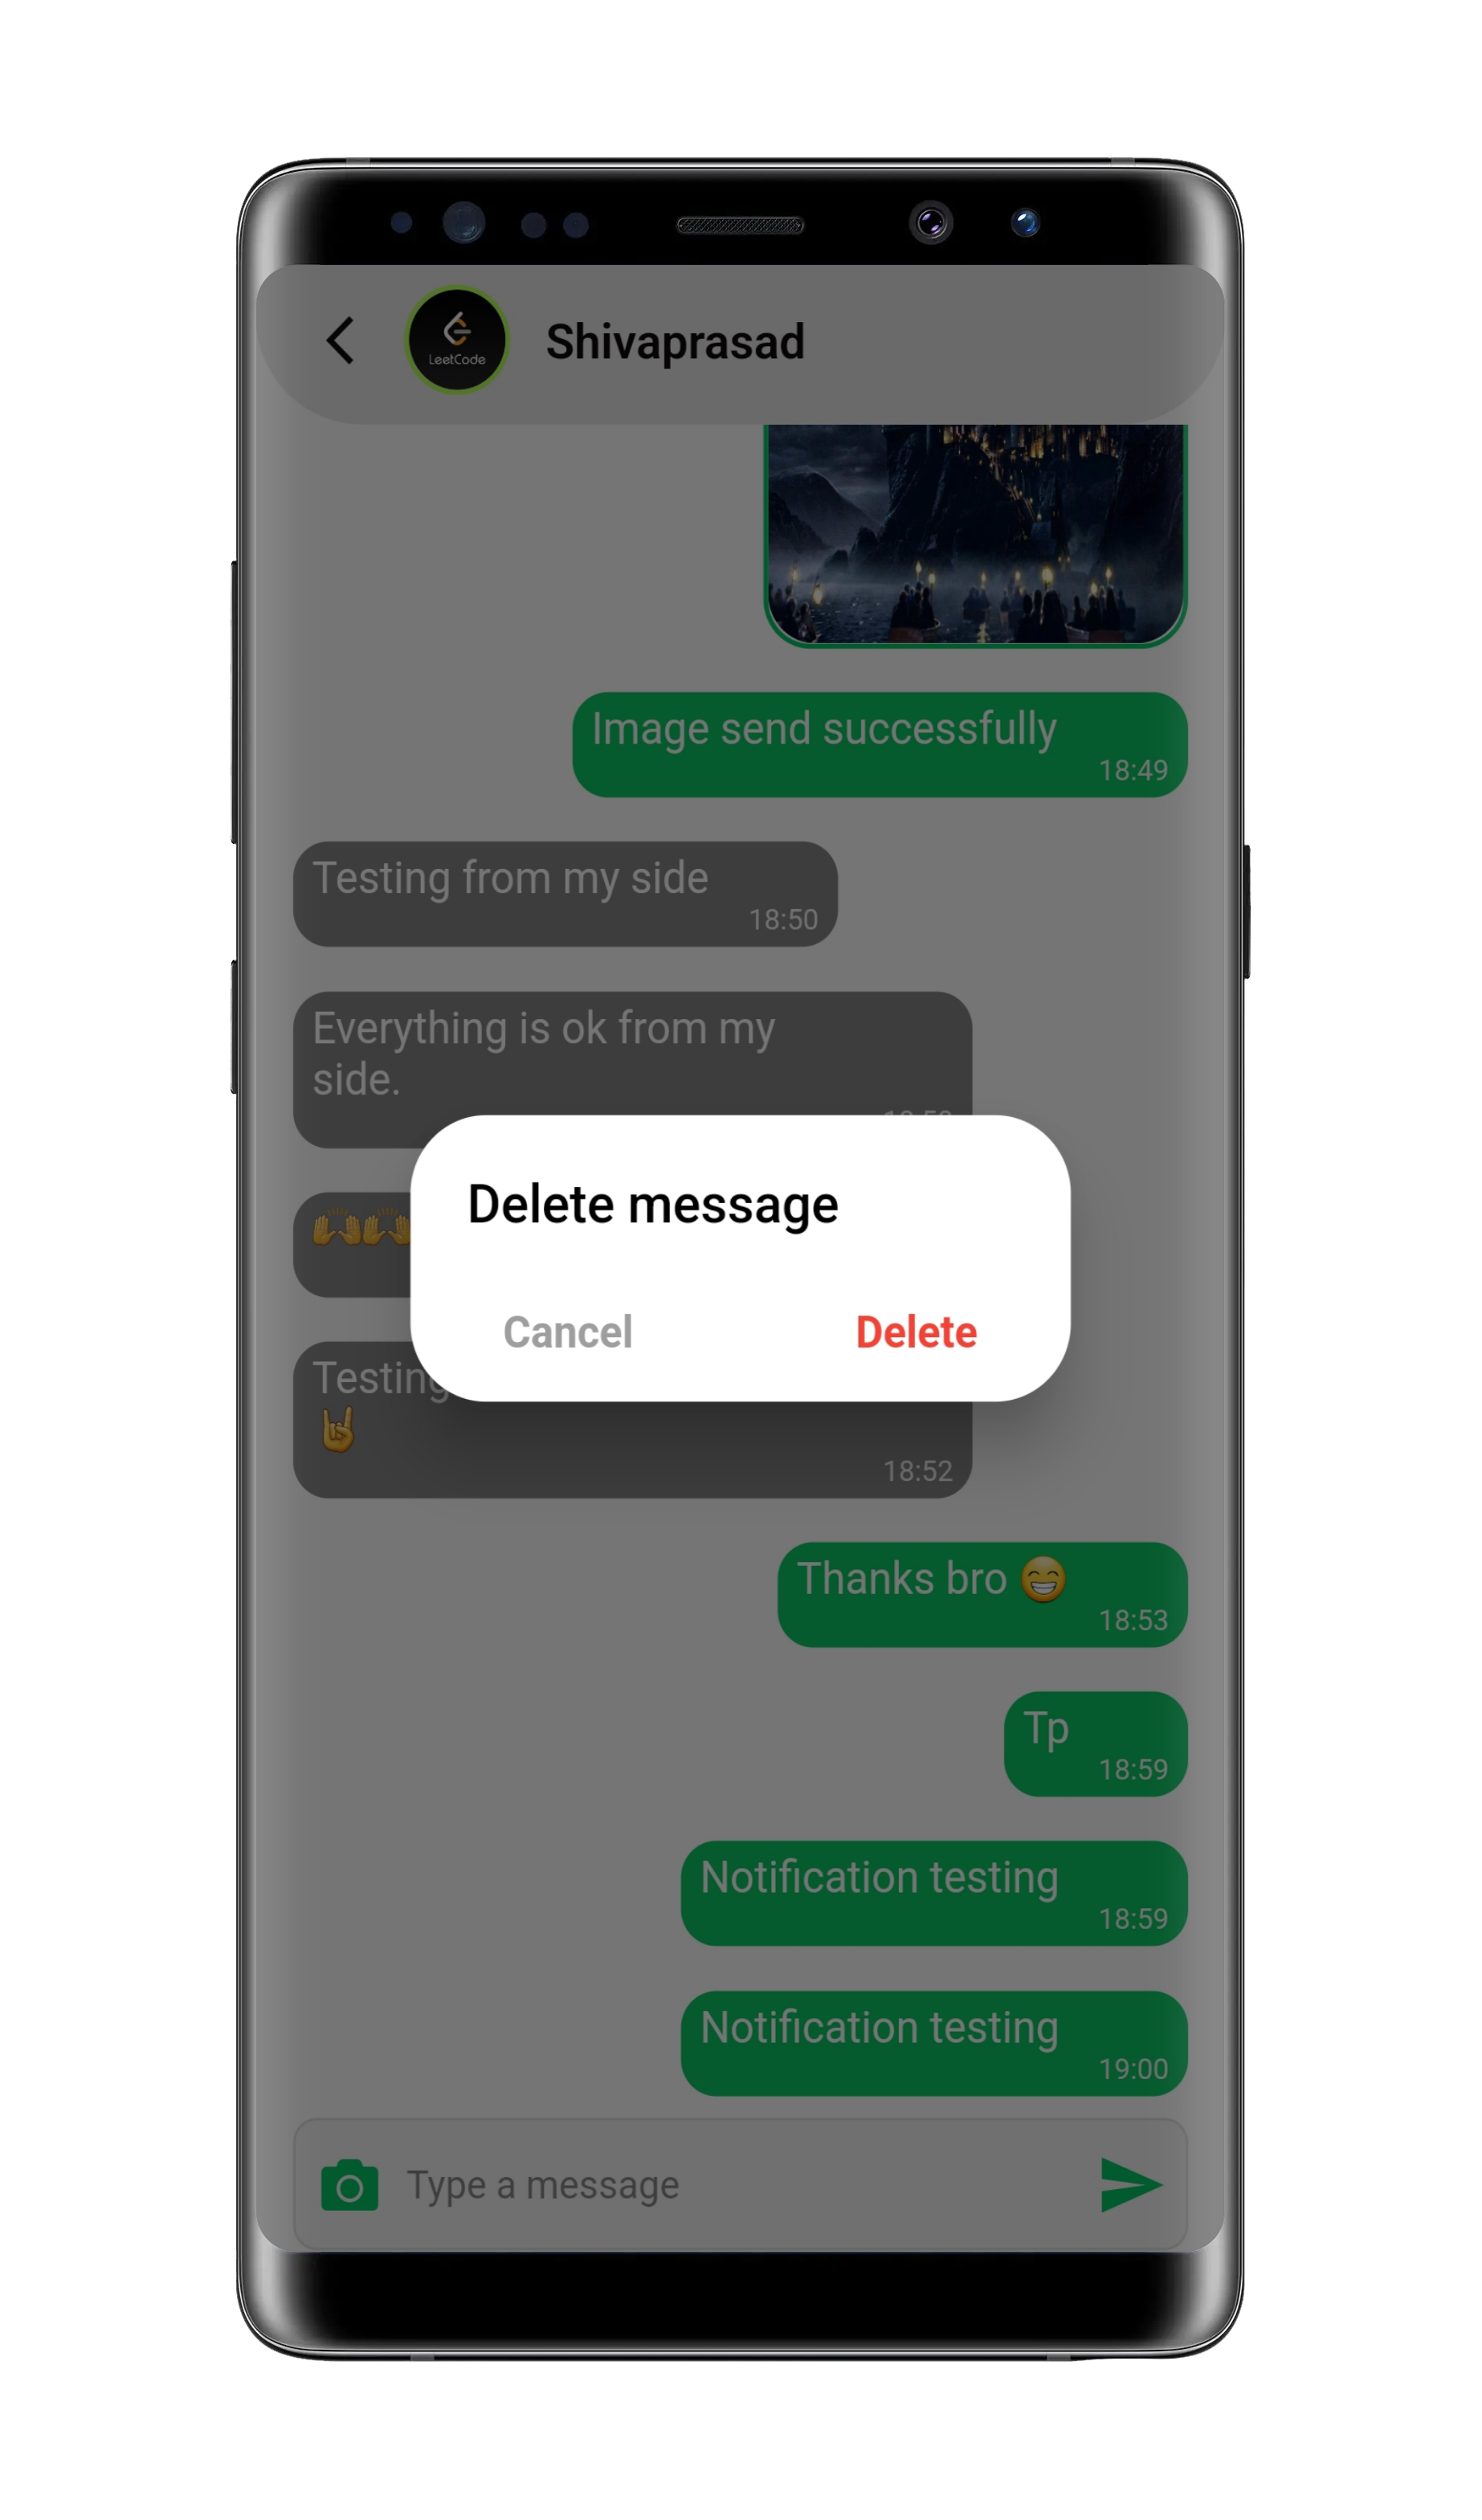 LeetCode
Shivaprasad
Image send successfully
18:49
Testing from my side
18:50
Everything is ok from my
side.
Delete message
Cancel
Delete
Testing
🤘
18:52
Thanks bro 😁
18:53
Tp
18:59
Notification testing
18:59
Notification testing
19:00
Type a message